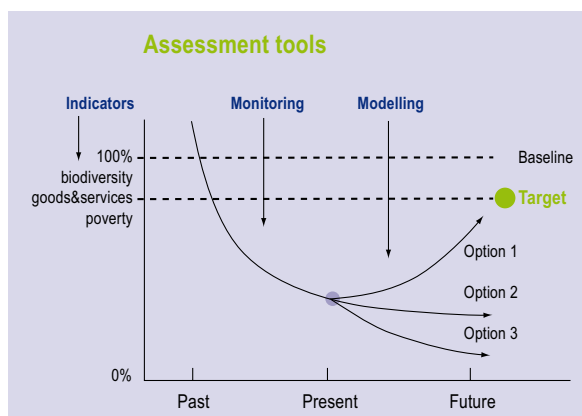 Assessment tools
Indicators
Monitoring
Modelling
100%
Baseline
biodiversity
goods&services
Target
poverty
Option 1
Option 2
Option 3
0%
Past
Present
Future